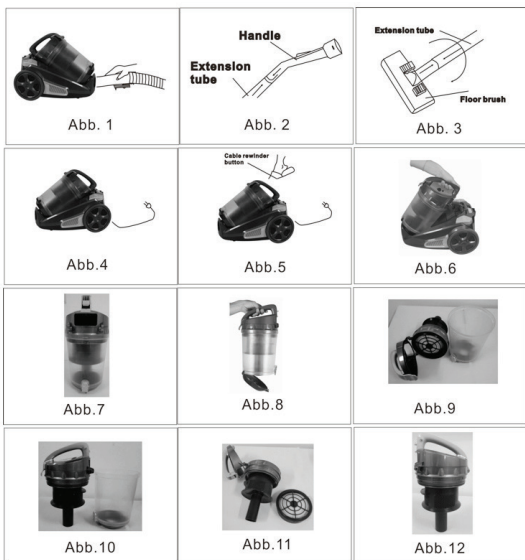 Abb. 1
Handle
Extension
tube
Abb. 2
Extension tube
Floor brush
Abb. 3
Abb.4
Cable rewinder
button
Abb.5
Abb.6
Abb.7
Abb.8
Abb.9
Abb.10
Abb.11
Abb.12